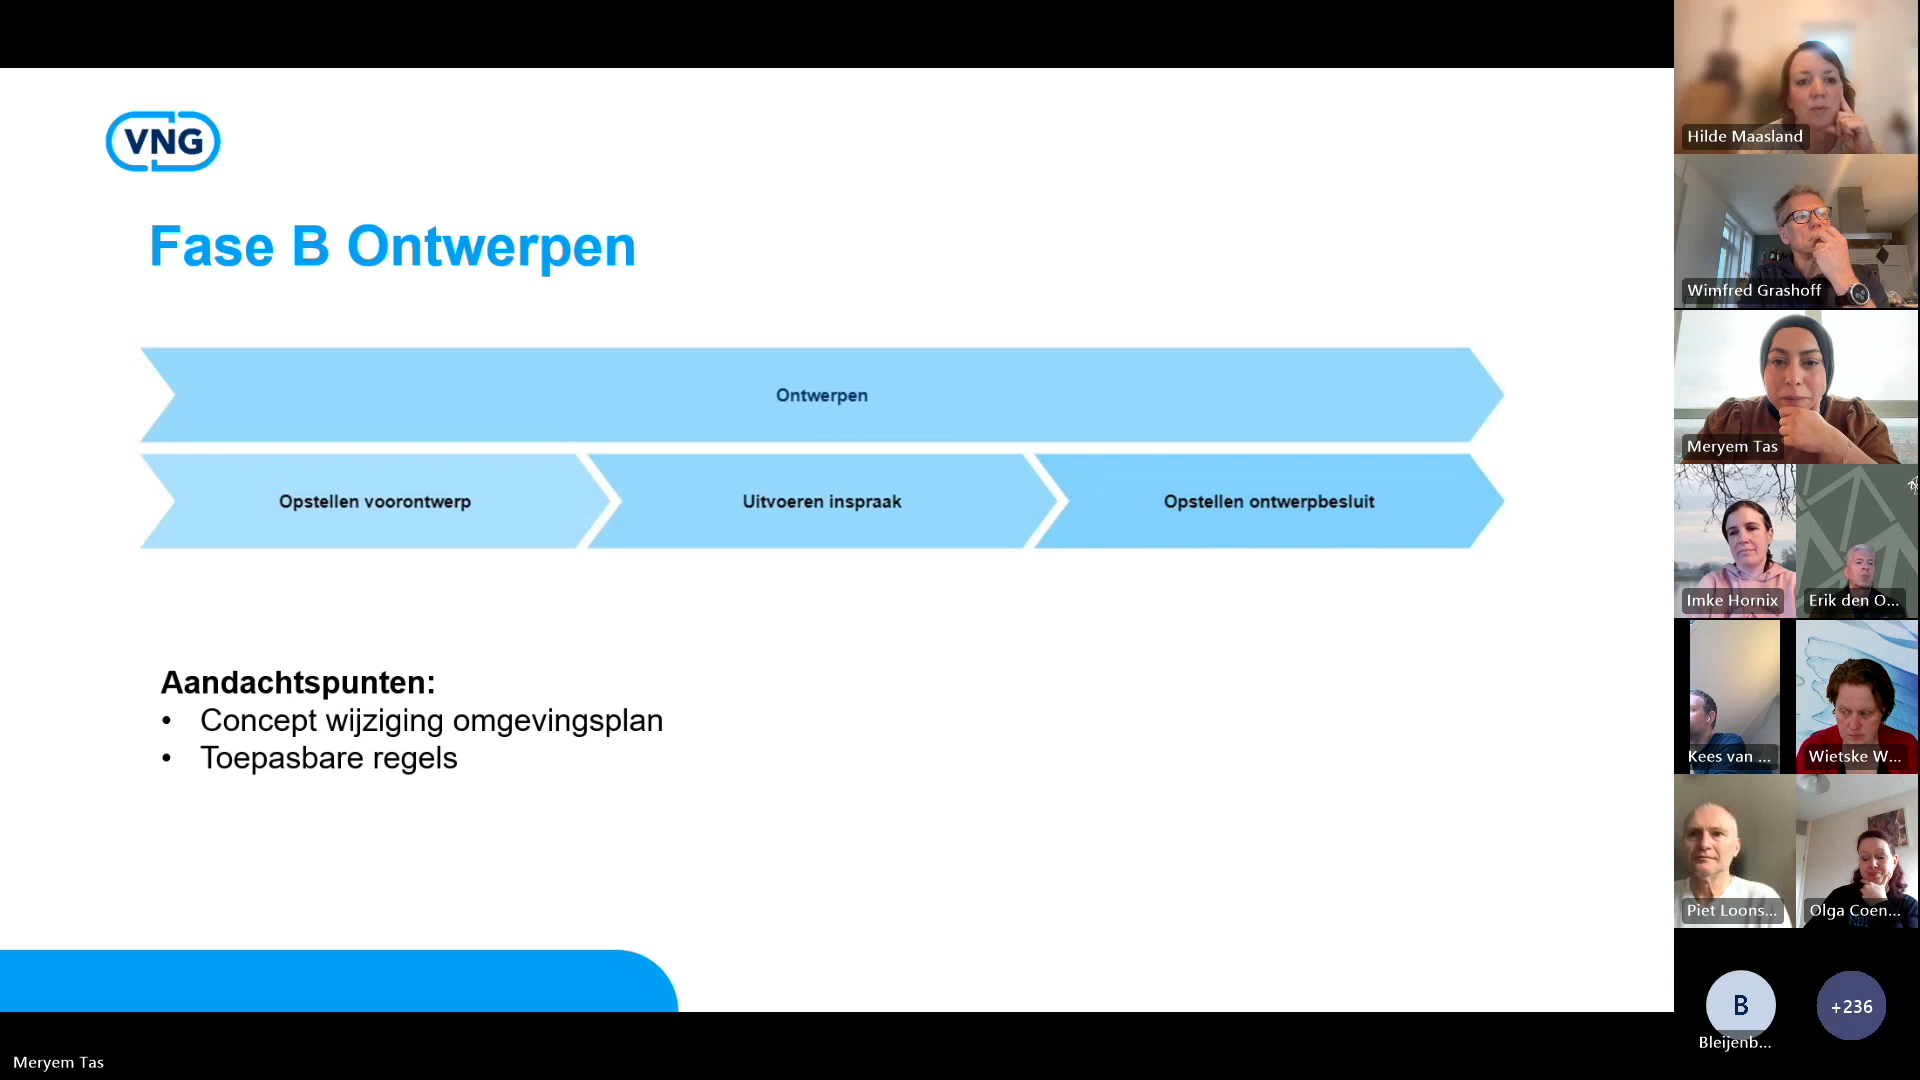 VNG
Fase B Ontwerpen
Ontwerpen
Opstellen voorontwerp
Uitvoeren inspraak
Opstellen ontwerpbesluit
Aandachtspunten:
• Concept wijziging omgevingsplan
• Toepasbare regels
Meryem Tas
Hilde Maasland
Wimfred Grashoff
Meryem Tas
Imke Hornix
Erik den O...
Kees van ...
Wietske W...
Piet Loons...
Olga Coen...
B
Bleijenb...
+236